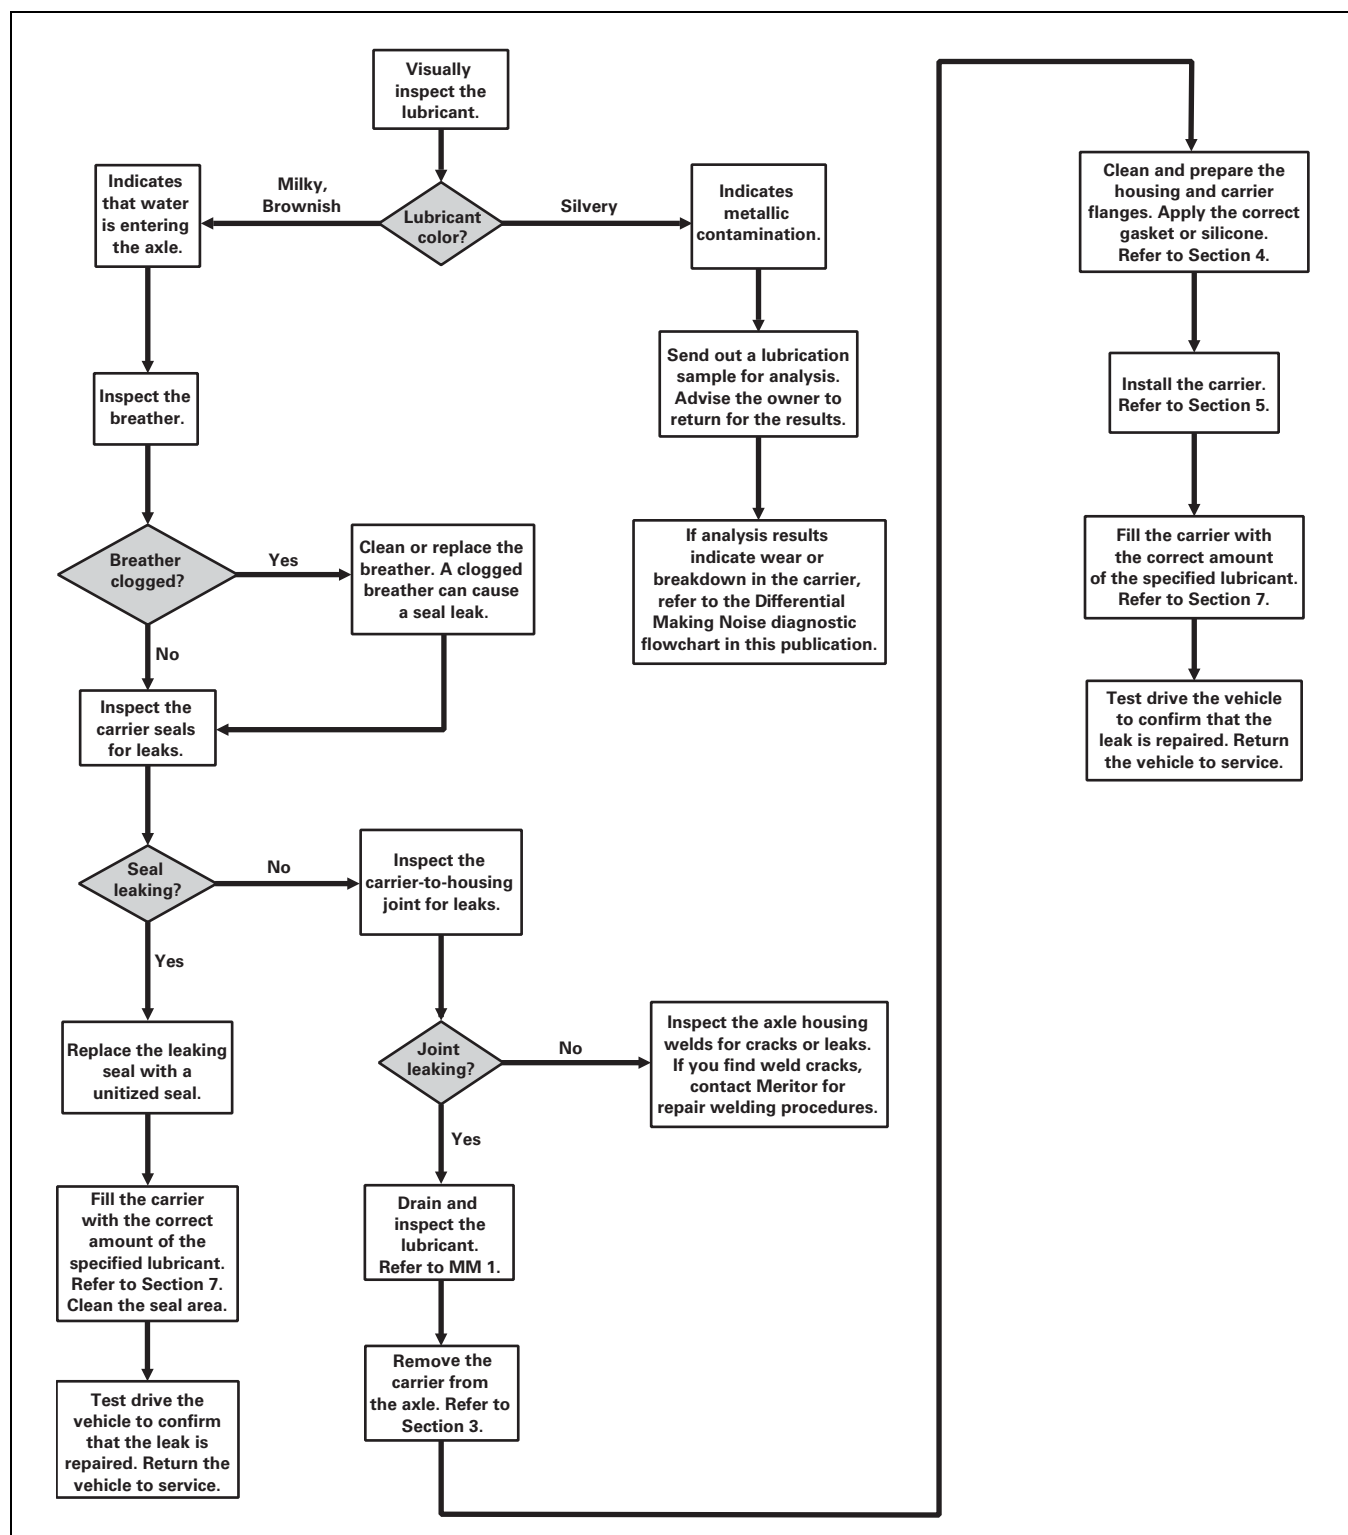 Visually
inspect the
lubricant.
Milky,
Brownish
Lubricant
color?
Silvery
Indicates
that water
is entering
the axle.
Indicates
metallic
contamination.
Inspect the
breather.
Send out a lubrication
sample for analysis.
Advise the owner to
return for the results.
Breather
clogged?
Yes
Clean or replace the
breather. A clogged
breather can cause
a seal leak.
If analysis results
indicate wear or
breakdown in the carrier,
refer to the Differential
Making Noise diagnostic
flowchart in this publication.
No
Inspect the
carrier seals
for leaks.
Seal
leaking?
No
Inspect the
carrier-to-housing
joint for leaks.
Yes
Replace the leaking
seal with a
unitized seal.
Joint
leaking?
No
Inspect the axle housing
welds for cracks or leaks.
If you find weld cracks,
contact Meritor for
repair welding procedures.
Yes
Fill the carrier
with the correct
amount of the
specified lubricant.
Refer to Section 7.
Clean the seal area.
Drain and
inspect the
lubricant.
Refer to MM 1.
Test drive the
vehicle to confirm
that the leak is
repaired. Return the
vehicle to service.
Remove the
carrier from
the axle. Refer to
Section 3.
Clean and prepare the
housing and carrier
flanges. Apply the correct
gasket or silicone.
Refer to Section 4.
Install the carrier.
Refer to Section 5.
Fill the carrier with
the correct amount
of the specified lubricant.
Refer to Section 7.
Test drive the vehicle
to confirm that the
leak is repaired. Return
the vehicle to service.